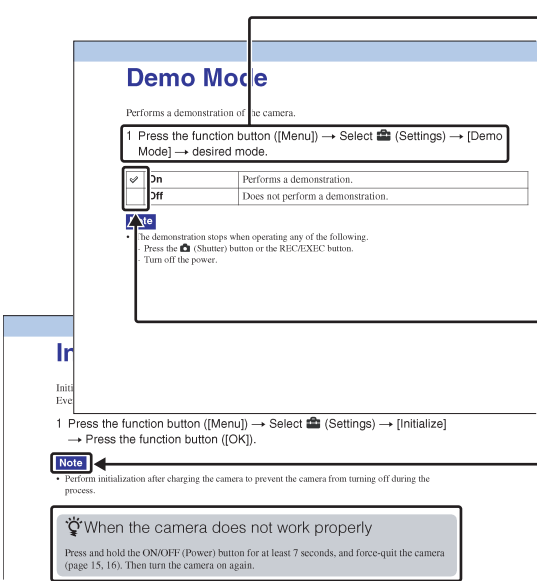 Demo Mode
Performs a demonstration of the camera.
1 Press the function button ([Menu]) → Select (Settings) → [Demo
Mode] → desired mode.
On Performs a demonstration.
Off Does not perform a demonstration.
Note
• The demonstration stops when operating any of the following.
- Press the (Shutter) button or the REC/EXEC button.
- Turn off the power.
1 Press the function button ([Menu]) → Select (Settings) → [Initialize]
→ Press the function button ([OK]).
Note
• Perform initialization after charging the camera to prevent the camera from turning off during the
process.
When the camera does not work properly
Press and hold the ON/OFF (Power) button for at least 7 seconds, and force-quit the camera
(page 15, 16). Then turn the camera on again.